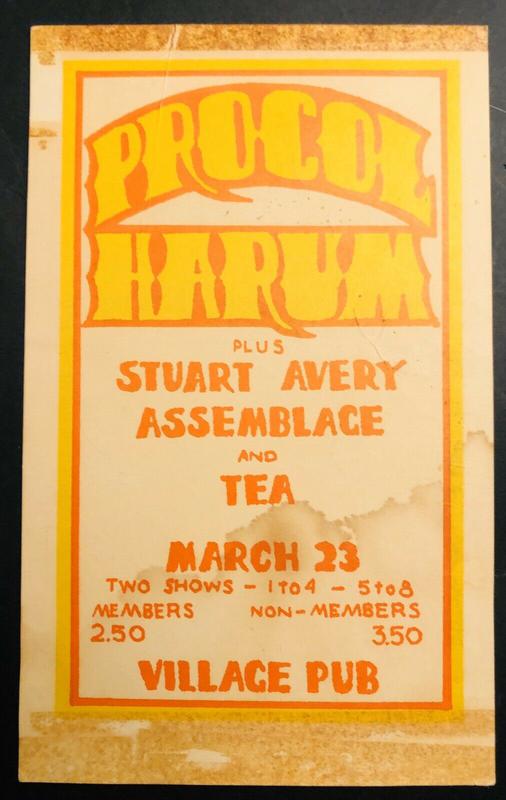 PROCOL
HARUM
PLUS
STUART AVERY
ASSEMBLAGE
AND
TEA
MARCH 23
TWO SHOWS - 1 to 4 - 5 to 8
MEMBERS NON-MEMBERS
2.50 3.50
VILLAGE PUB